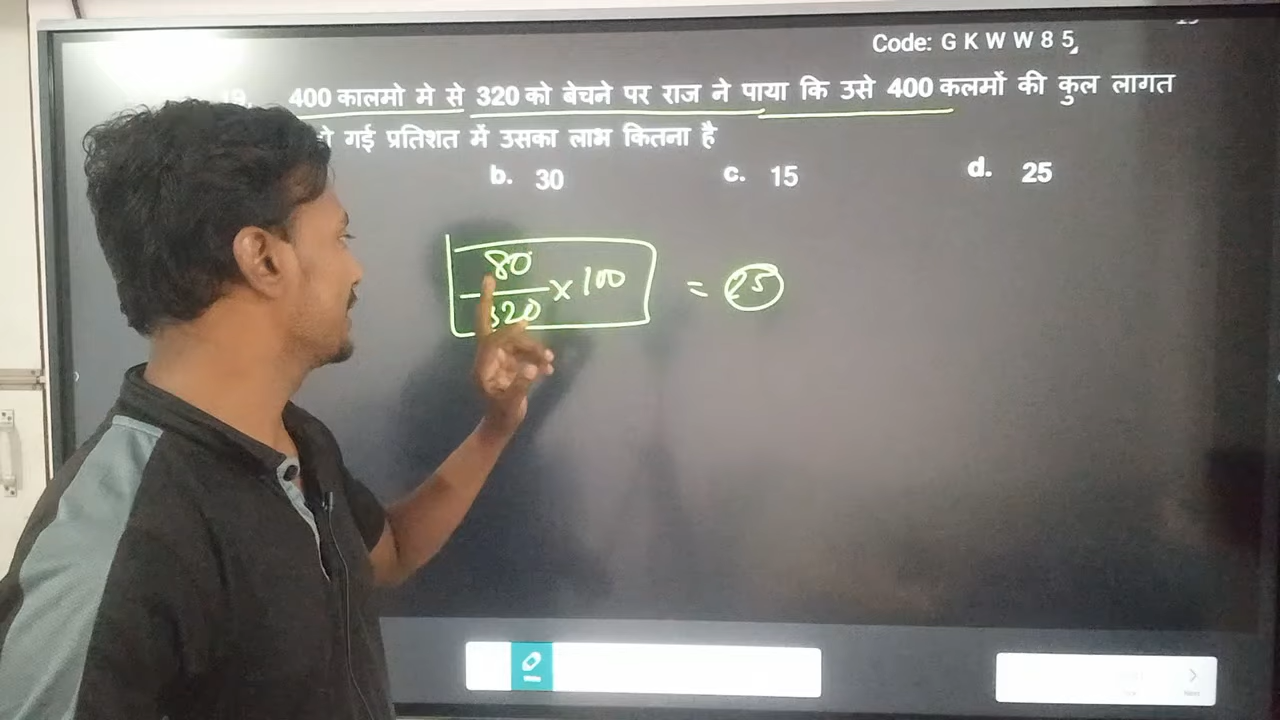 Code: G K W W 8 5
19. 400 कालमो मे से 320 को बेचने पर राज ने पाया कि उसे 400 कलमों की कुल लागत
गई प्रतिशत में उसका लाभ कितना है
b. 30 c. 15 d. 25
80
320 × 100 = 25